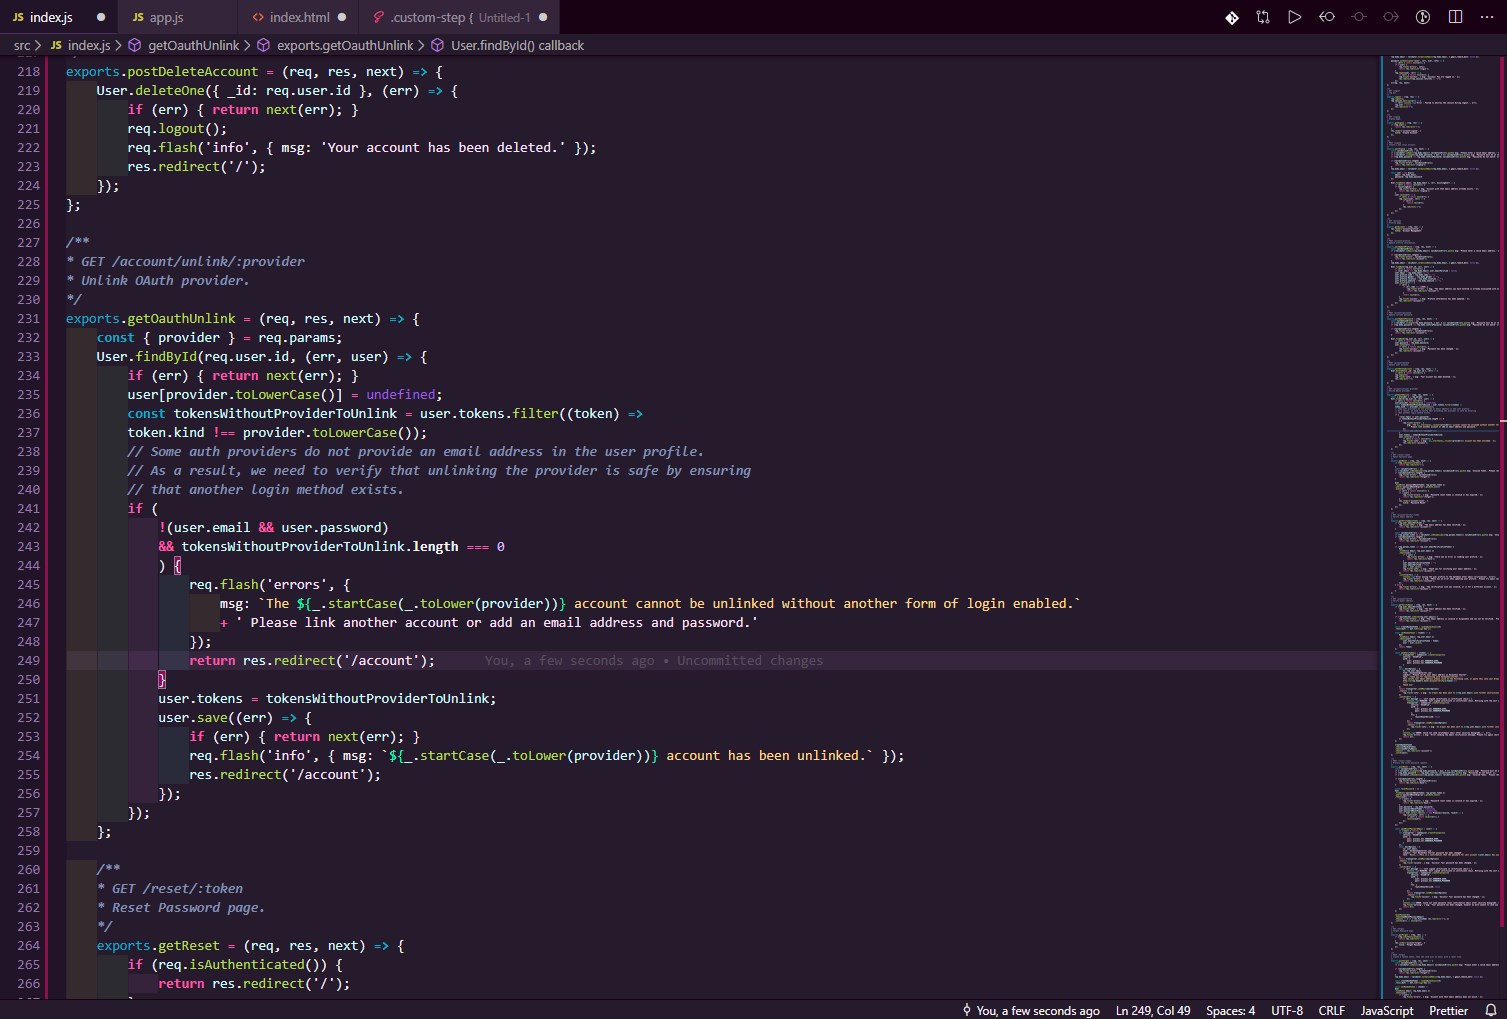 JS index.js
JS app.js
<> index.html
.custom-step { Untitled-1
src > JS index.js > getOauthUnlink > exports.getOauthUnlink > User.findById() callback
218 exports.postDeleteAccount = (req, res, next) => {
219 User.deleteOne({ _id: req.user.id }, (err) => {
220 if (err) { return next(err); }
221 req.logout();
222 req.flash('info', { msg: 'Your account has been deleted.' });
223 res.redirect('/');
224 });
225 };
226
227 /**
228 * GET /account/unlink/:provider
229 * Unlink OAuth provider.
230 */
231 exports.getOauthUnlink = (req, res, next) => {
232 const { provider } = req.params;
233 User.findById(req.user.id, (err, user) => {
234 if (err) { return next(err); }
235 user[provider.toLowerCase()] = undefined;
236 const tokensWithoutProviderToUnlink = user.tokens.filter((token) =>
237 token.kind !== provider.toLowerCase());
238 // Some auth providers do not provide an email address in the user profile.
239 // As a result, we need to verify that unlinking the provider is safe by ensuring
240 // that another login method exists.
241 if (
242 !(user.email && user.password)
243 && tokensWithoutProviderToUnlink.length === 0
244 ) {
245 req.flash('errors', {
246 msg: `The ${_.startCase(_.toLower(provider))} account cannot be unlinked without another form of login enabled.`
247 + ' Please link another account or add an email address and password.'
248 });
249 return res.redirect('/account'); You, a few seconds ago • Uncommitted changes
250 }
251 user.tokens = tokensWithoutProviderToUnlink;
252 user.save((err) => {
253 if (err) { return next(err); }
254 req.flash('info', { msg: `${_.startCase(_.toLower(provider))} account has been unlinked.` });
255 res.redirect('/account');
256 });
257 });
258 };
259
260 /**
261 * GET /reset/:token
262 * Reset Password page.
263 */
264 exports.getReset = (req, res, next) => {
265 if (req.isAuthenticated()) {
266 return res.redirect('/');
You, a few seconds ago Ln 249, Col 49 Spaces: 4 UTF-8 CRLF JavaScript Prettier